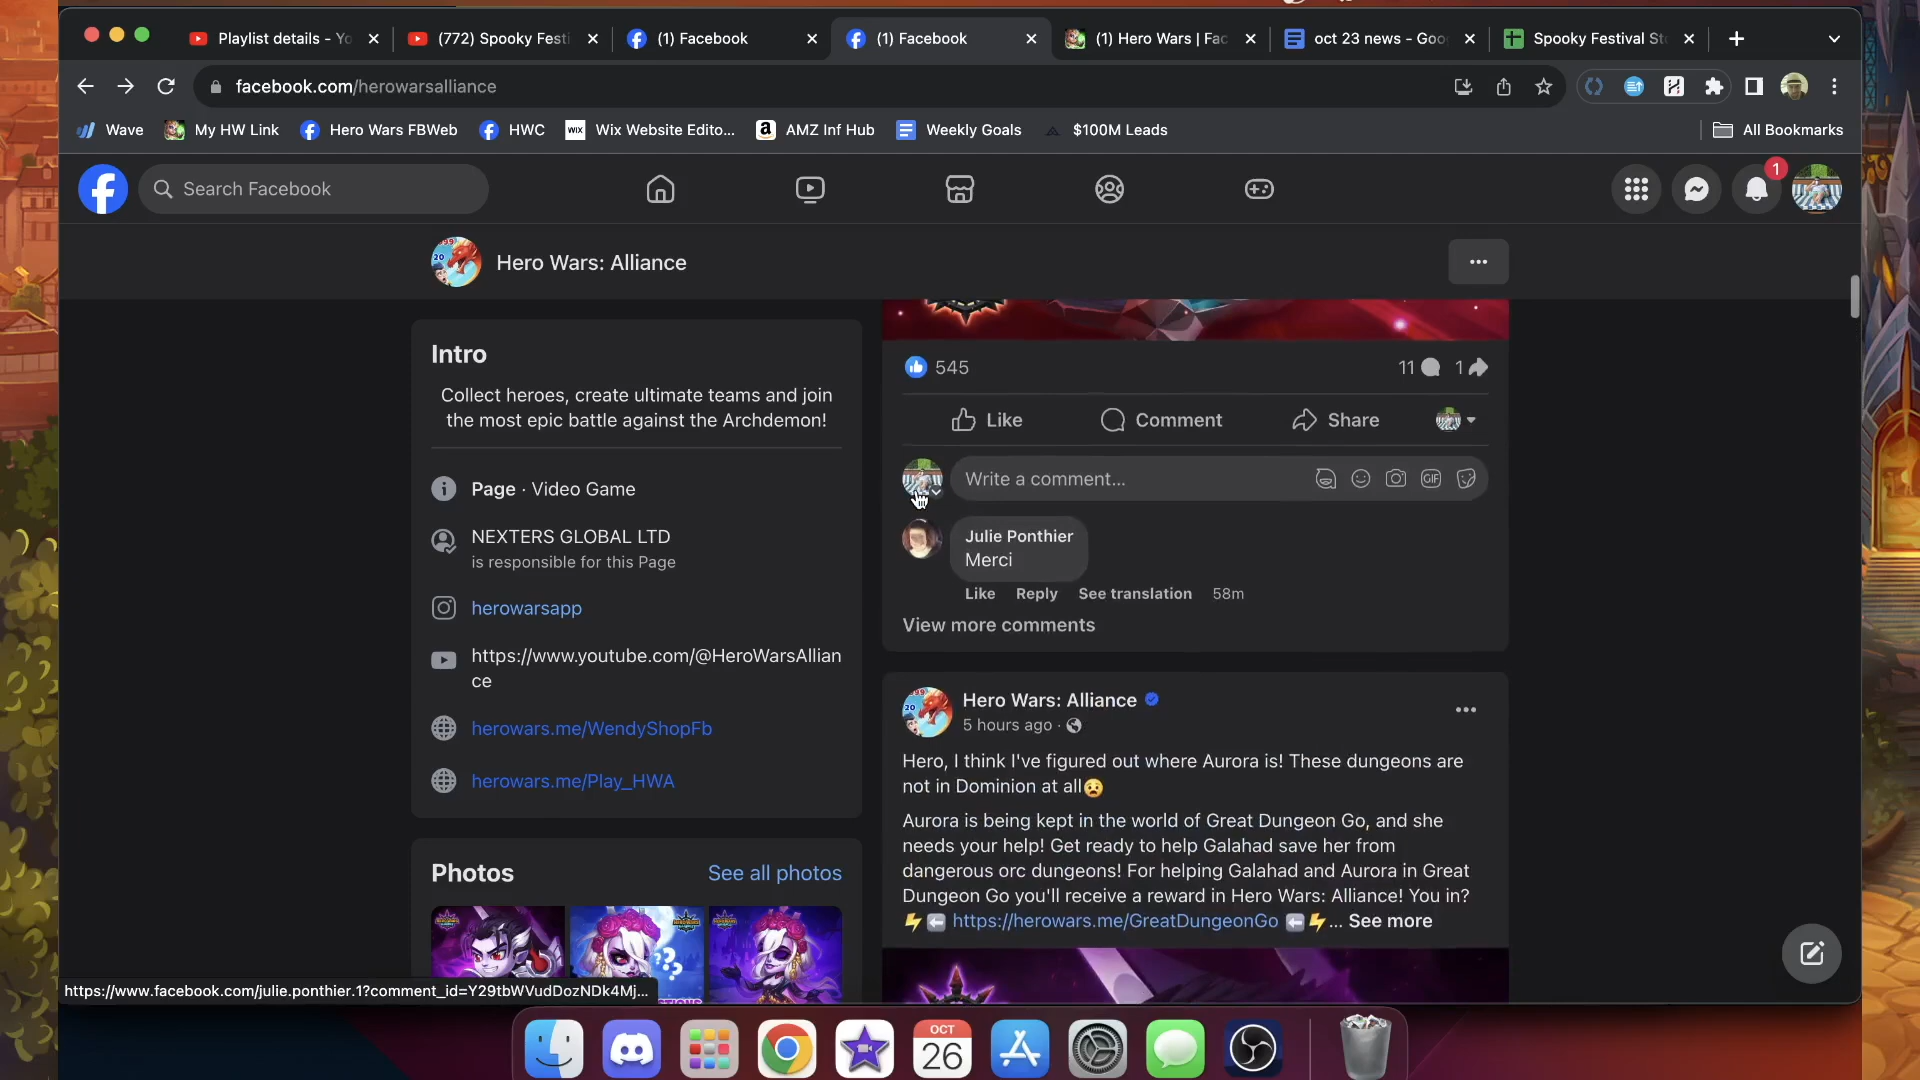 Playlist details - Yo
(772) Spooky Festi
(1) Facebook
(1) Facebook
(1) Hero Wars | Fac
oct 23 news - Goo
Spooky Festival St
facebook.com/herowarsalliance
Wave
My HW Link
Hero Wars FBWeb
HWC
WIX
Wix Website Edito...
AMZ Inf Hub
Weekly Goals
$100M Leads
All Bookmarks
Search Facebook
1
Hero Wars: Alliance
Intro
Collect heroes, create ultimate teams and join
the most epic battle against the Archdemon!
Page · Video Game
NEXTERS GLOBAL LTD
is responsible for this Page
herowarsapp
https://www.youtube.com/@HeroWarsAllian
ce
herowars.me/WendyShopFb
herowars.me/Play_HWA
Photos
See all photos
545
11
1
Like
Comment
Share
Write a comment...
GIF
Julie Ponthier
Merci
Like
Reply
See translation
58m
View more comments
Hero Wars: Alliance
5 hours ago ·
Hero, I think I've figured out where Aurora is! These dungeons are
not in Dominion at all
Aurora is being kept in the world of Great Dungeon Go, and she
needs your help! Get ready to help Galahad save her from
dangerous orc dungeons! For helping Galahad and Aurora in Great
Dungeon Go you'll receive a reward in Hero Wars: Alliance! You in?
https://herowars.me/GreatDungeonGo ... See more
https://www.facebook.com/julie.ponthier.1?comment_id=Y29tbWVudDozNDk4Mj...
OCT
26